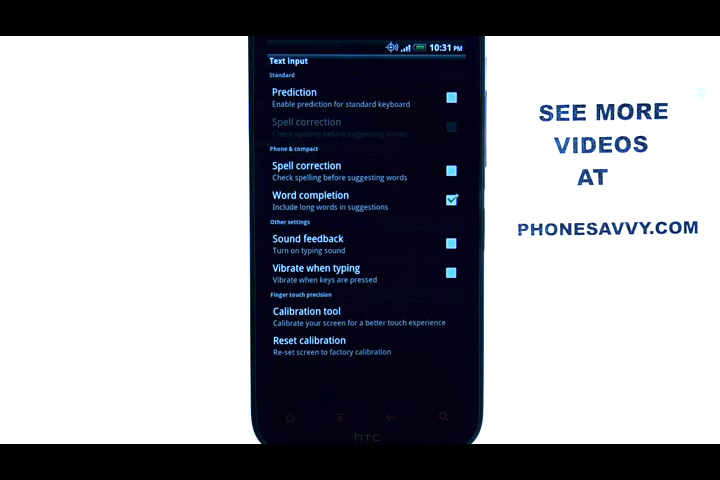 10:31 PM
Text input
Standard
Prediction
Enable prediction for standard keyboard
Spell correction
Check spelling before suggesting words
Phone & compact
Spell correction
Check spelling before suggesting words
Word completion
Include long words in suggestions
Other settings
Sound feedback
Turn on typing sound
Vibrate when typing
Vibrate when keys are pressed
Finger touch precision
Calibration tool
Calibrate your screen for a better touch experience
Reset calibration
Re-set screen to factory calibration
hTC
SEE MORE
VIDEOS
AT
PHONESAVVY.COM